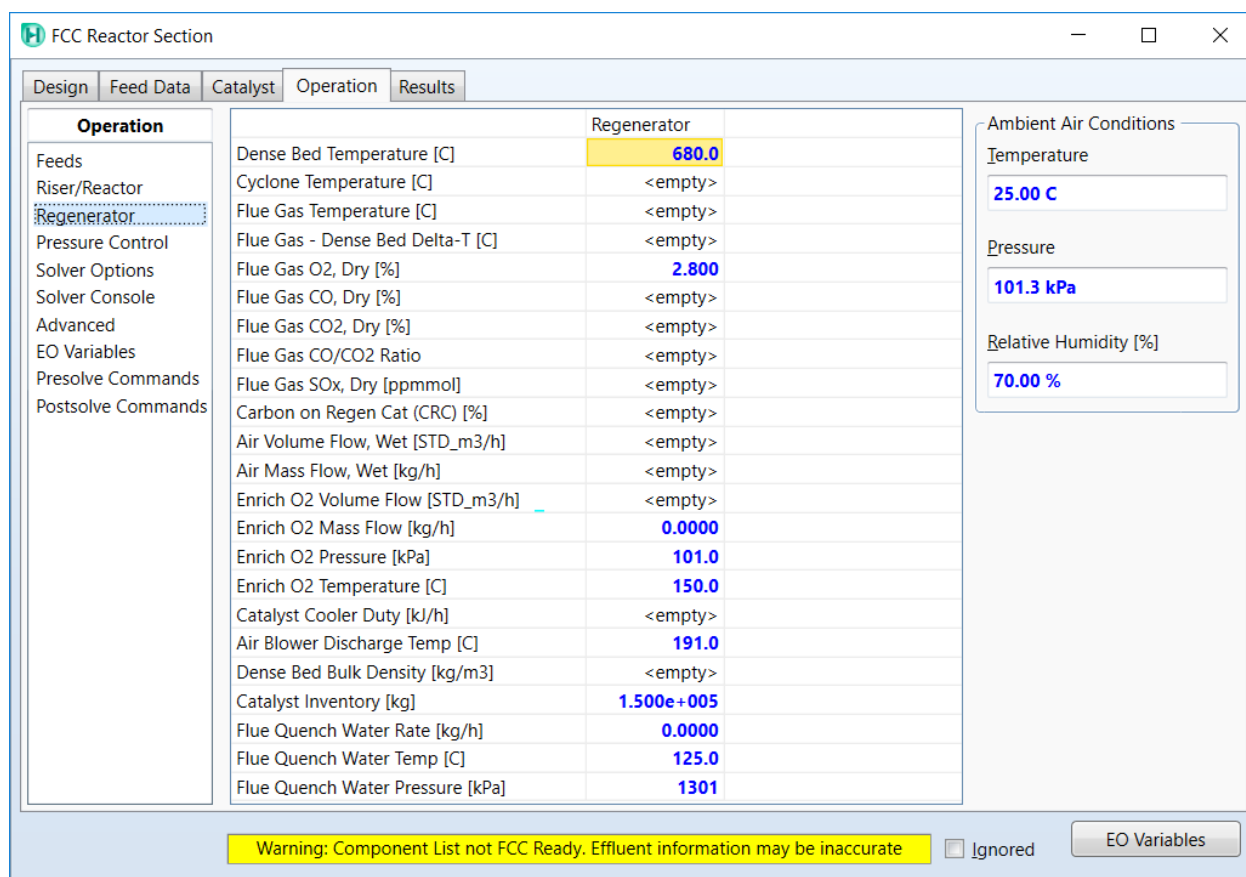 FCC Reactor Section
Design Feed Data Catalyst Operation Results
Operation
Feeds
Riser/Reactor
Regenerator
Pressure Control
Solver Options
Solver Console
Advanced
EO Variables
Presolve Commands
Postsolve Commands
Regenerator
Dense Bed Temperature [C] 680.0
Cyclone Temperature [C] <empty>
Flue Gas Temperature [C] <empty>
Flue Gas - Dense Bed Delta-T [C] <empty>
Flue Gas O2, Dry [%] 2.800
Flue Gas CO, Dry [%] <empty>
Flue Gas CO2, Dry [%] <empty>
Flue Gas CO/CO2 Ratio <empty>
Flue Gas SOx, Dry [ppmmol] <empty>
Carbon on Regen Cat (CRC) [%] <empty>
Air Volume Flow, Wet [STD_m3/h] <empty>
Air Mass Flow, Wet [kg/h] <empty>
Enrich O2 Volume Flow [STD_m3/h] <empty>
Enrich O2 Mass Flow [kg/h] 0.0000
Enrich O2 Pressure [kPa] 101.0
Enrich O2 Temperature [C] 150.0
Catalyst Cooler Duty [kJ/h] <empty>
Air Blower Discharge Temp [C] 191.0
Dense Bed Bulk Density [kg/m3] <empty>
Catalyst Inventory [kg] 1.500e+005
Flue Quench Water Rate [kg/h] 0.0000
Flue Quench Water Temp [C] 125.0
Flue Quench Water Pressure [kPa] 1301
Ambient Air Conditions
Temperature
25.00 C
Pressure
101.3 kPa
Relative Humidity [%]
70.00 %
Warning: Component List not FCC Ready. Effluent information may be inaccurate
Ignored
EO Variables